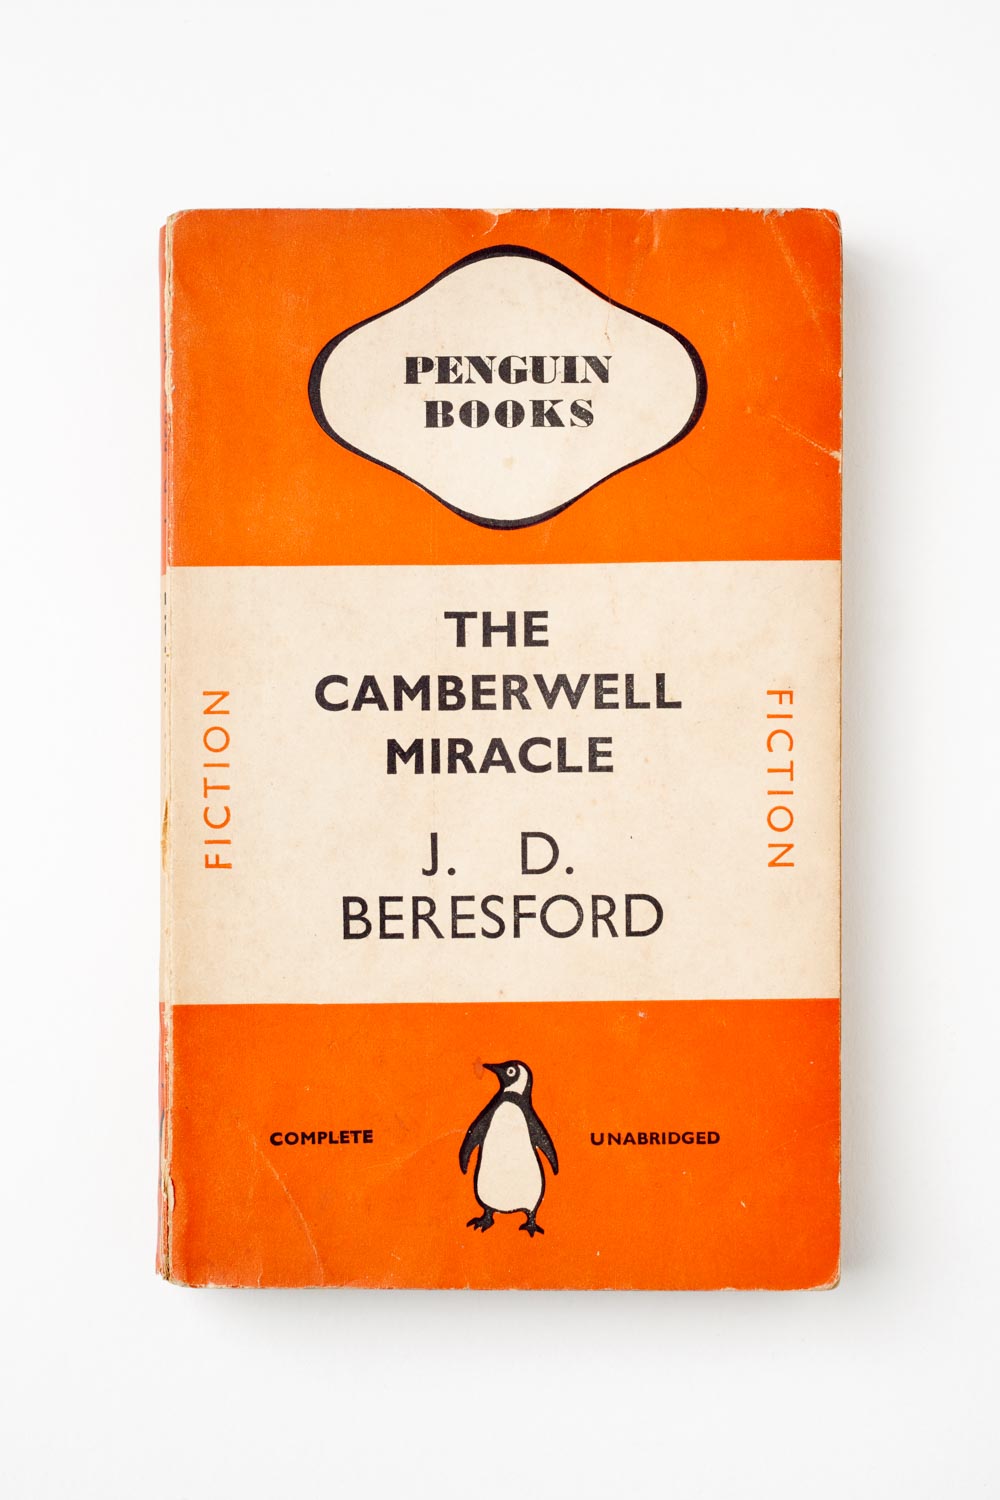 PENGUIN
BOOKS
THE
CAMBERWELL
MIRACLE
J. D.
BERESFORD
FICTION
FICTION
COMPLETE
UNABRIDGED